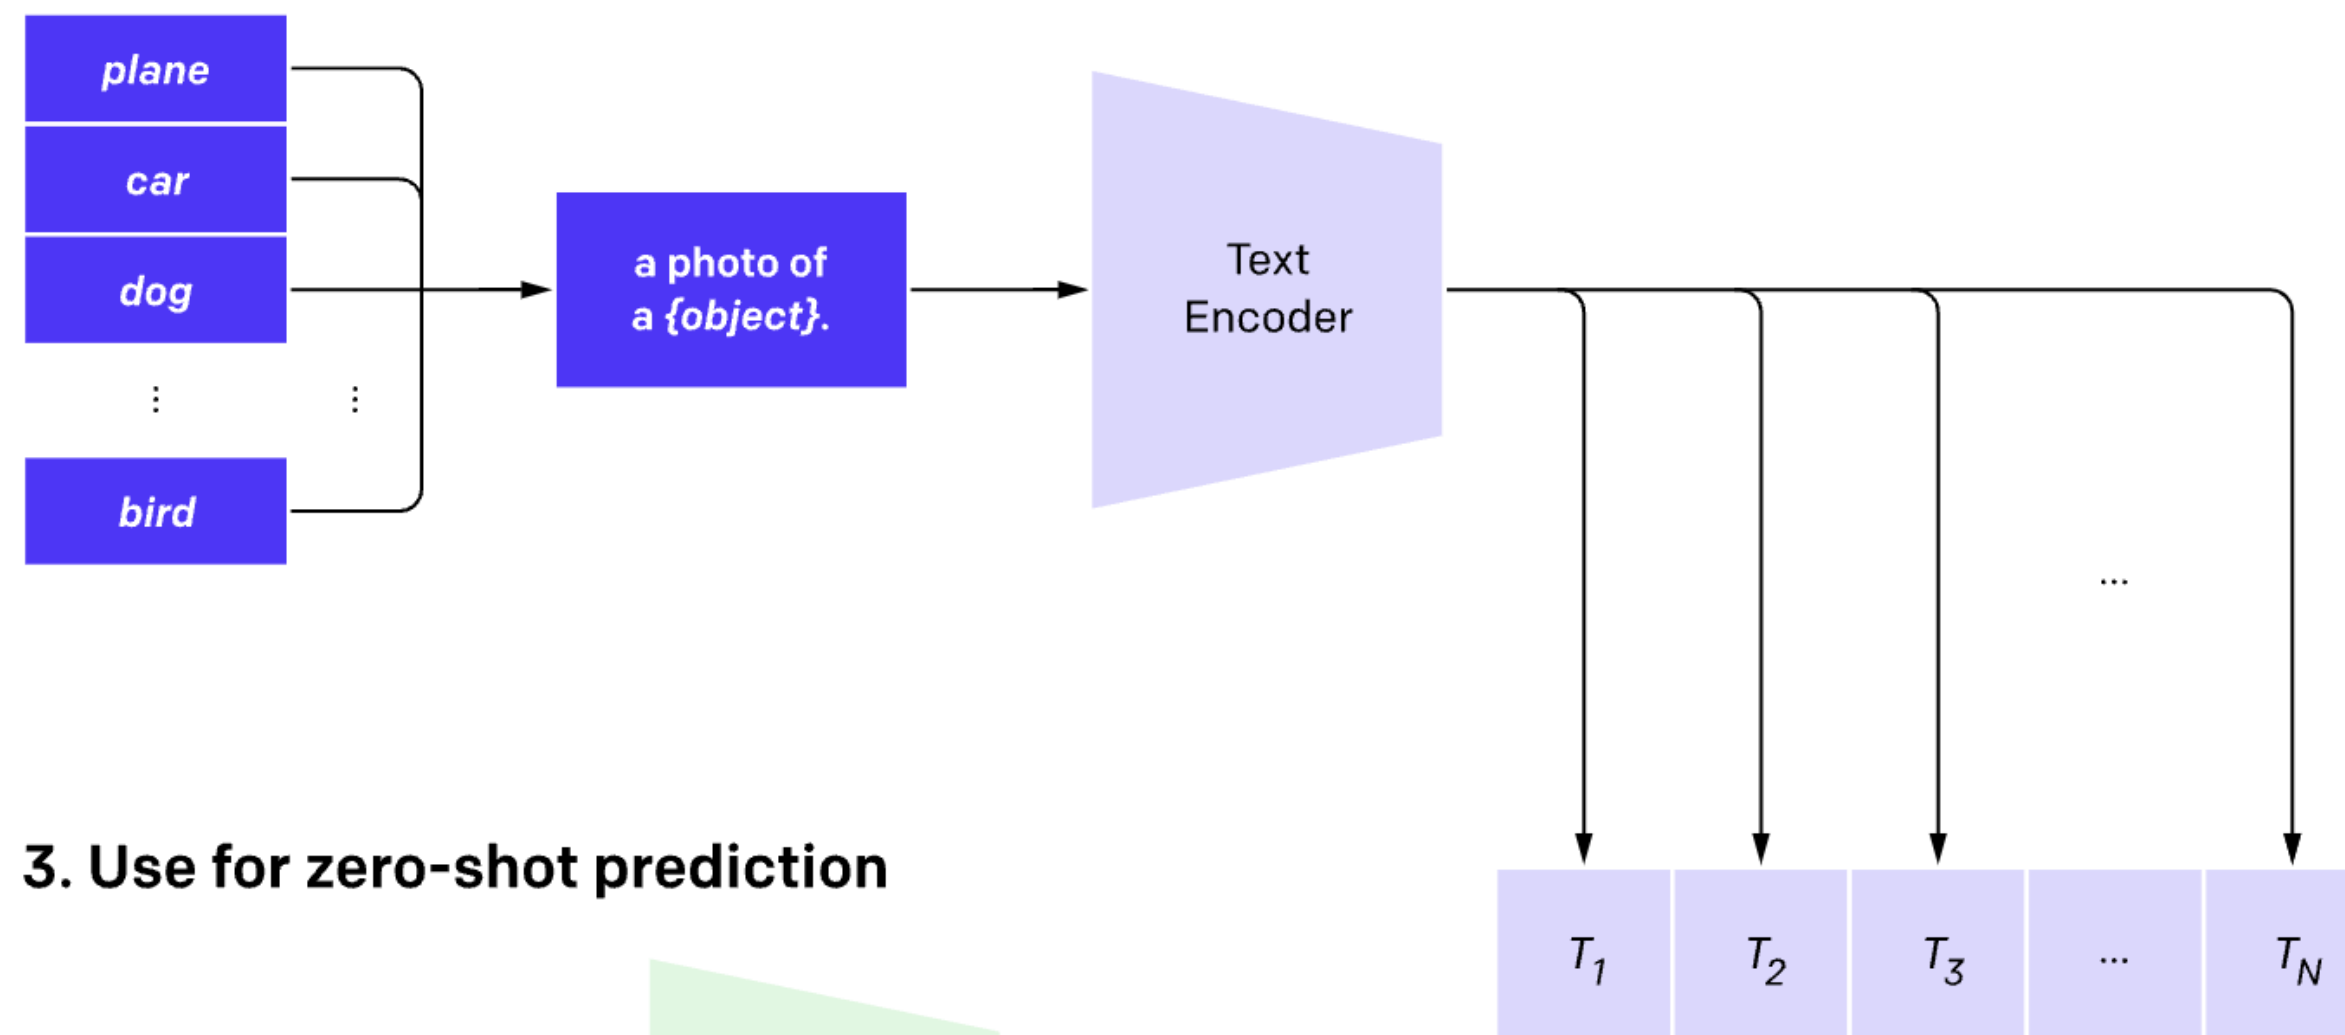 plane
car
dog
⋮ ⋮
bird
a photo of
a {object}.
Text
Encoder
...
3. Use for zero-shot prediction
T1 T2 T3 ... TN